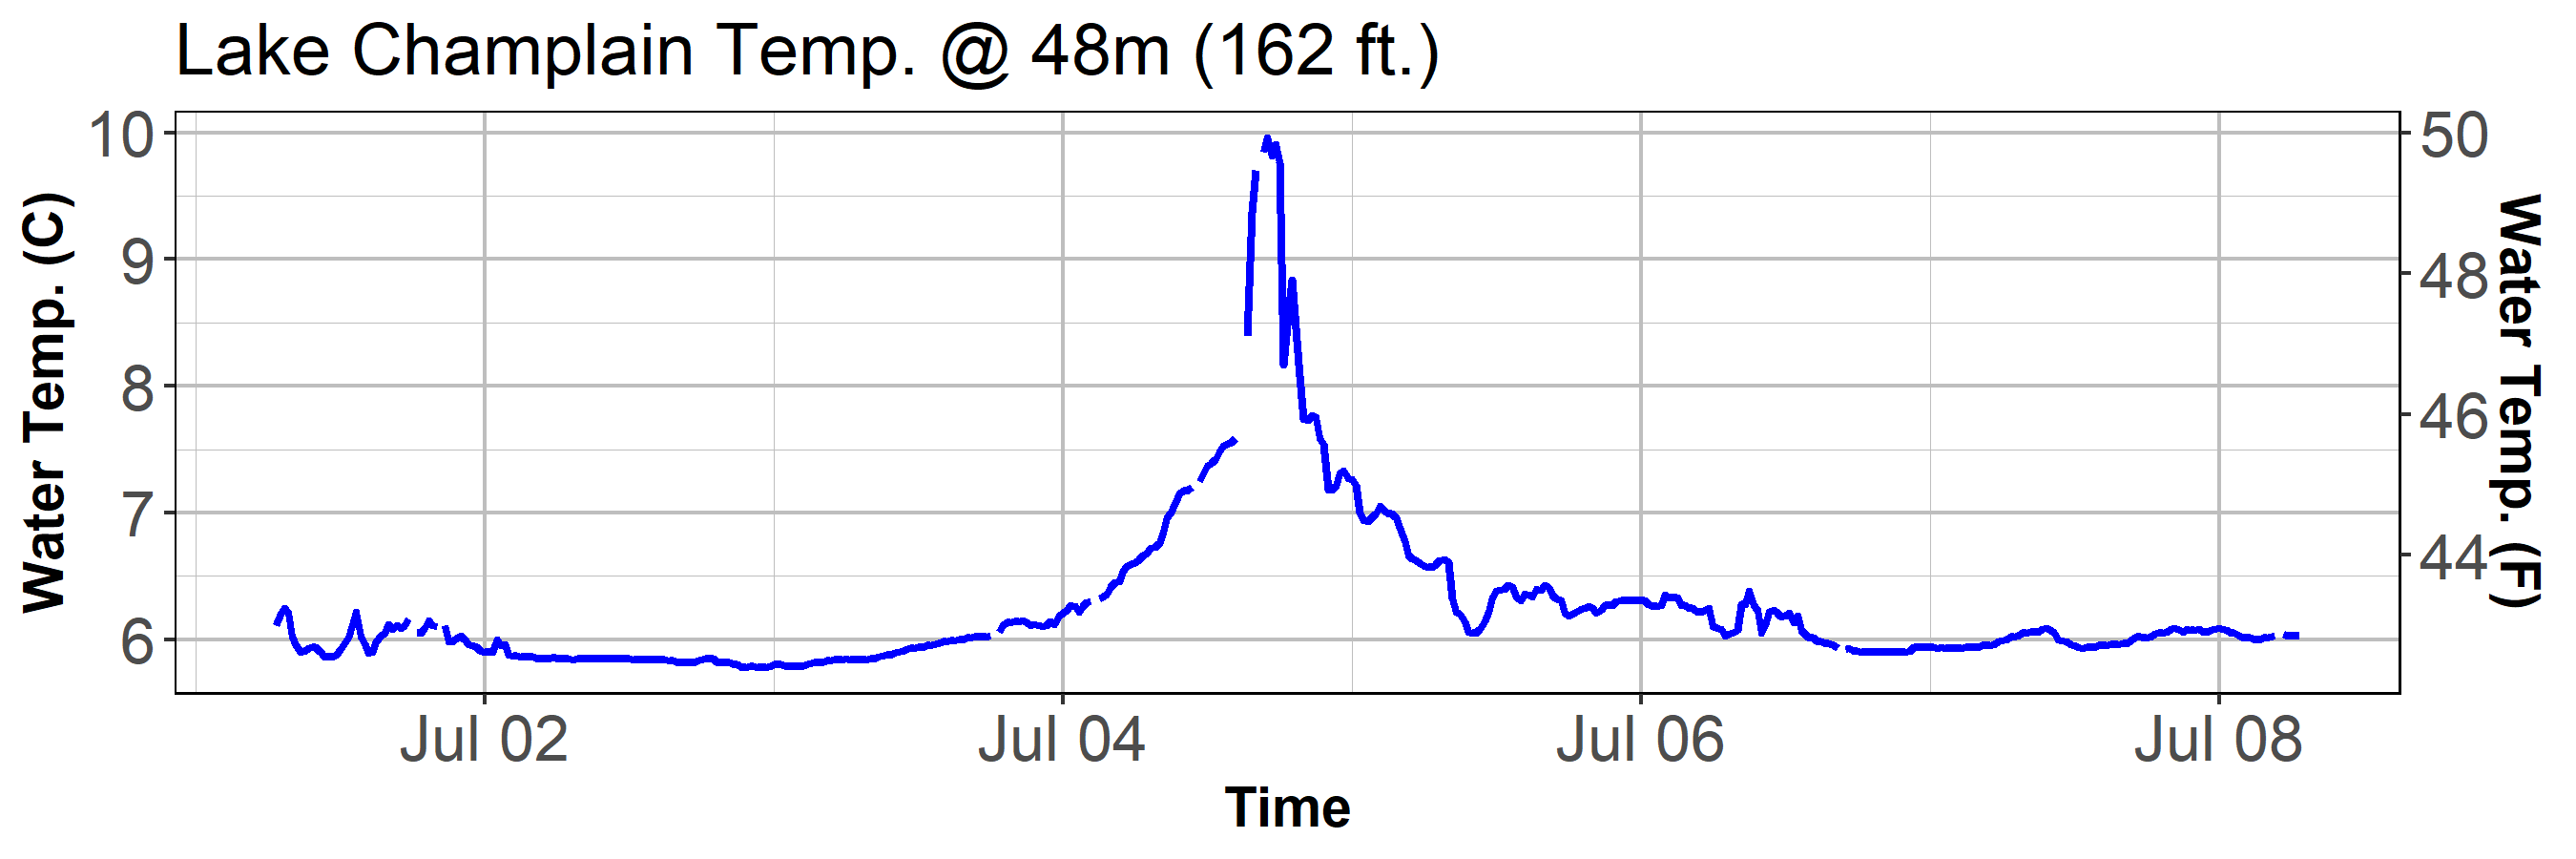 Lake Champlain Temp. @ 48m (162 ft.)
10
9
8
7
6
Water Temp. (C)
50
48
46
44
Water Temp. (F)
Jul 02
Jul 04
Jul 06
Jul 08
Time